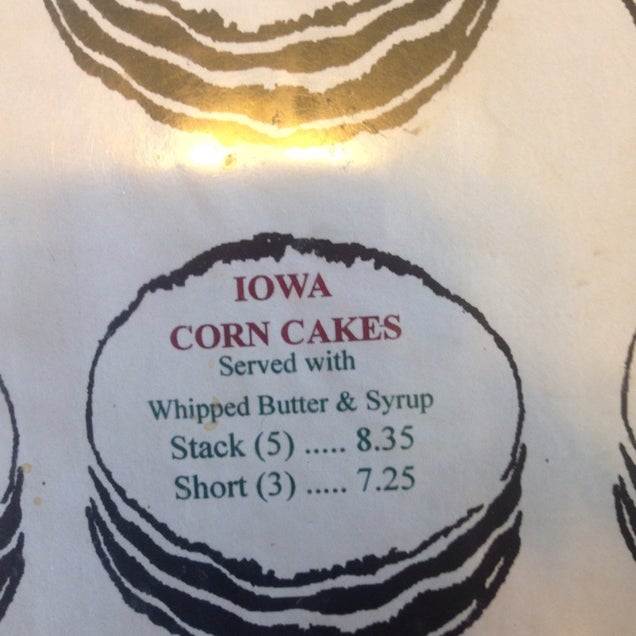 IOWA
CORN CAKES
Served with
Whipped Butter & Syrup
Stack (5) ..... 8.35
Short (3) ..... 7.25